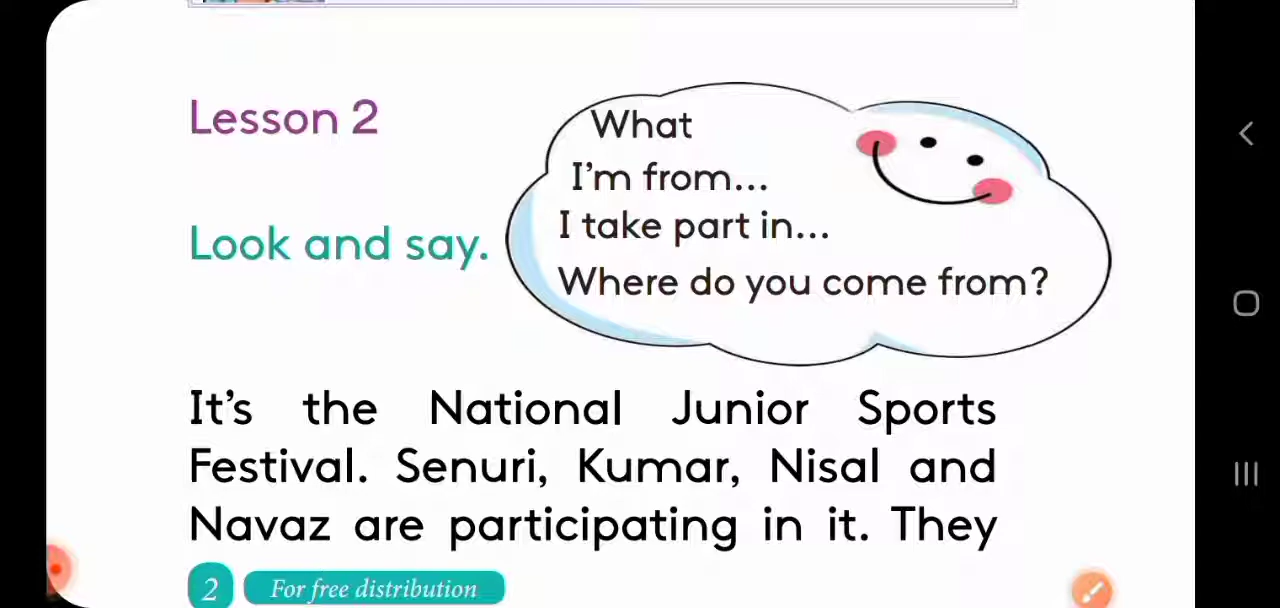 Lesson 2
What
I'm from...
I take part in...
Look and say.
Where do you come from?
It's the National Junior Sports
Festival. Senuri, Kumar, Nisal and
Navaz are participating in it. They
2 For free distribution